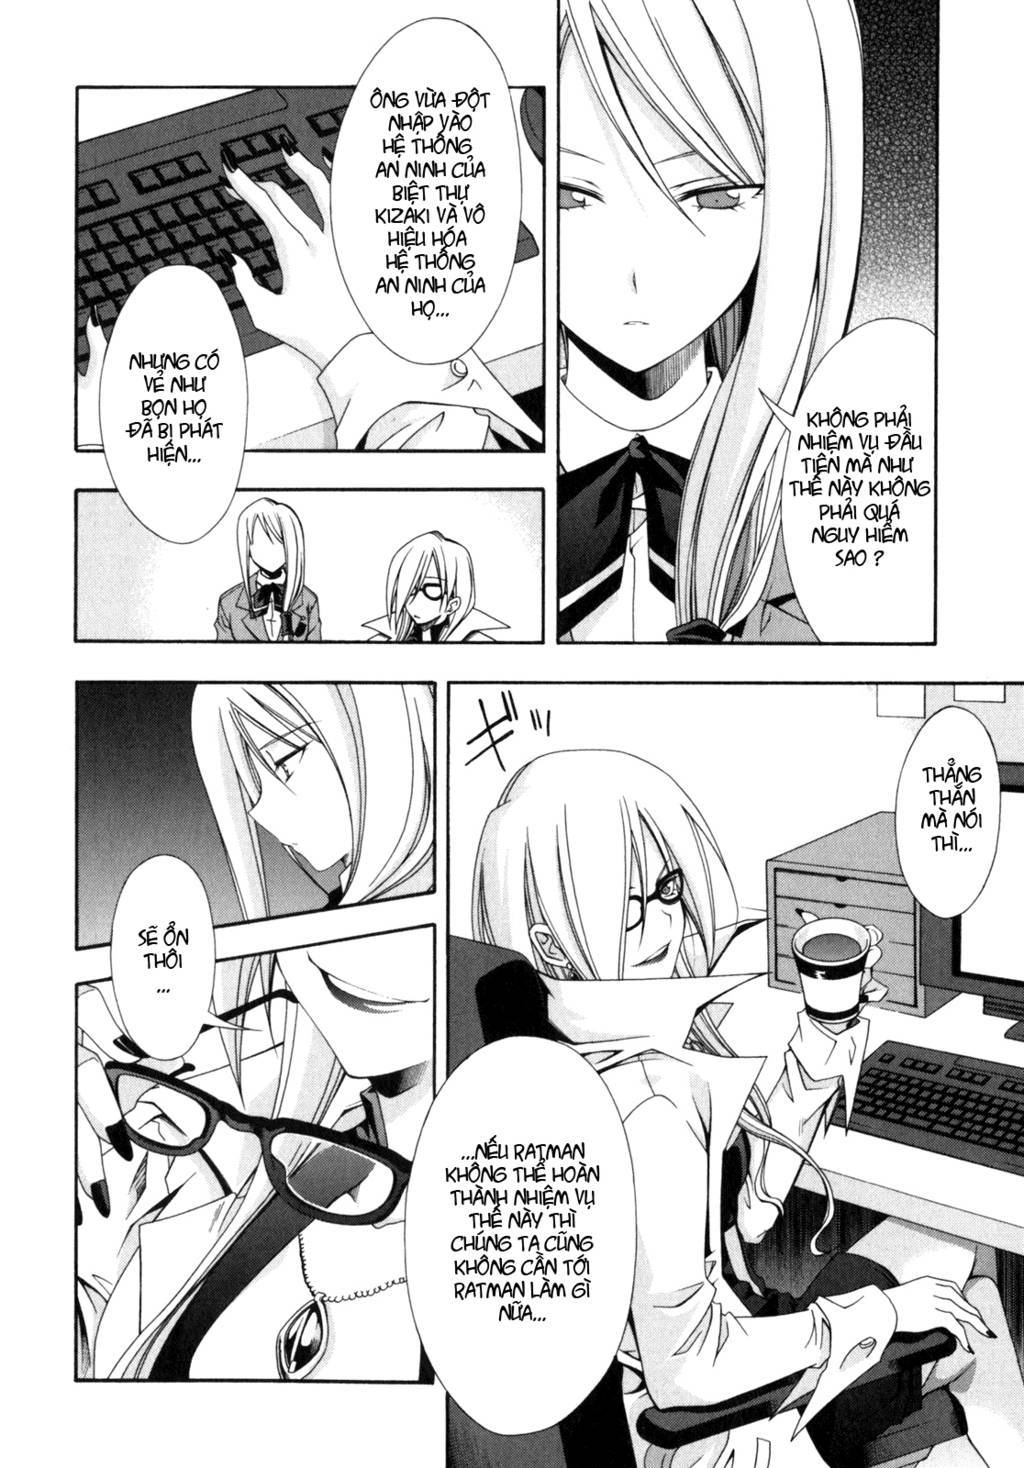 KHÔNG PHẢI
NHIỆM VỤ ĐẦU
TIÊN MÀ NHƯ
THẾ NÀY KHÔNG
PHẢI QUÁ
NGUY HIỂM
SAO ?
ÔNG VỪA ĐỘT
NHẬP VÀO
HỆ THỐNG
AN NINH CỦA
BIỆT THỰ
KIZAKI VÀ VÔ
HIỆU HÓA
HỆ THỐNG
AN NINH CỦA
HỌ...
NHƯNG CÓ
VẺ NHƯ
BỌN HỌ
ĐÃ BỊ PHÁT
HIỆN...
THẲNG
THẮN
MÀ NÓI
THÌ...
ギギ
...NẾU RATMAN
KHÔNG THỂ HOÀN
THÀNH NHIỆM VỤ
THẾ NÀY THÌ
CHÚNG TA CŨNG
KHÔNG CẦN TỚI
RATMAN LÀM GÌ
NỮA...
SẼ ỔN
THÔI
...